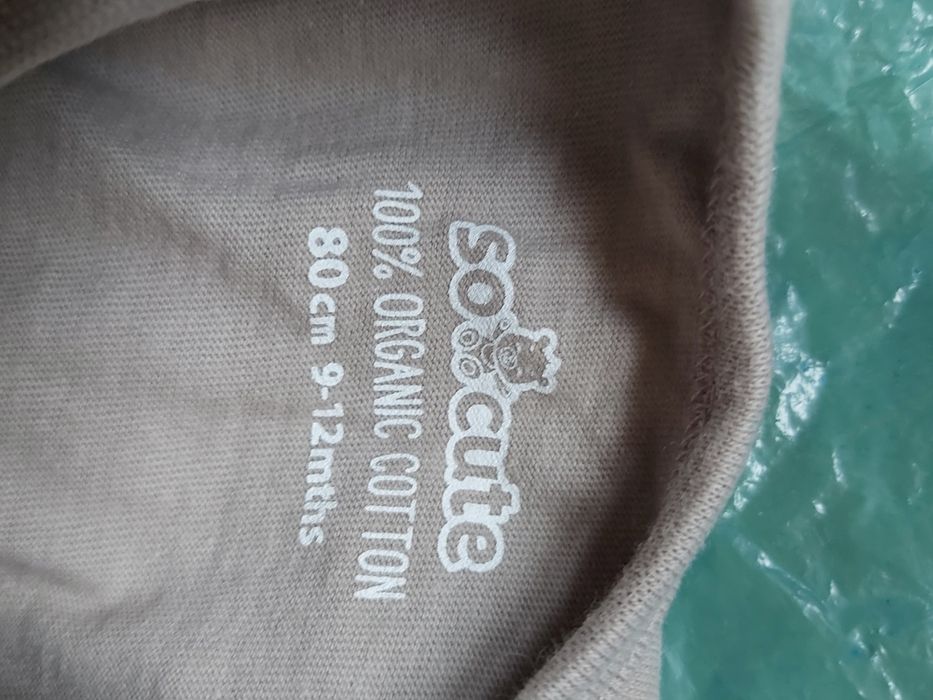 so cute
100% ORGANIC COTTON
80cm 9-12mths